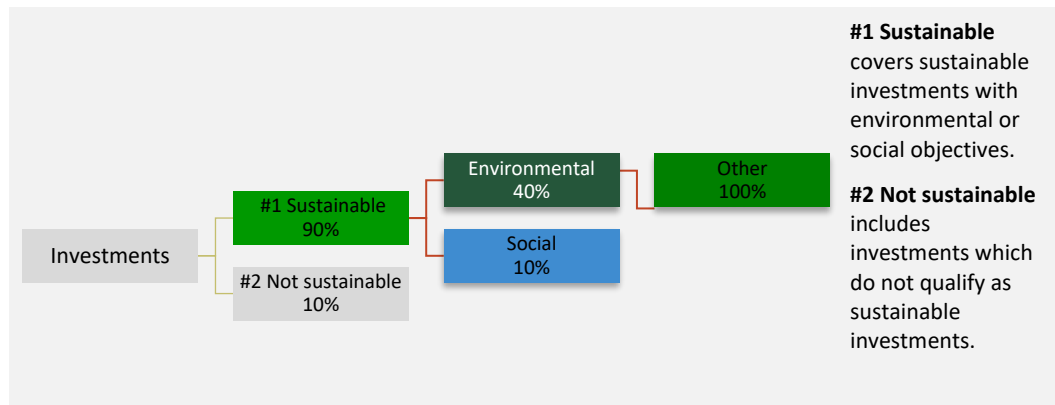 Investments
#1 Sustainable
90%
#2 Not sustainable
10%
Environmental
40%
Social
10%
Other
100%
#1 Sustainable
covers sustainable
investments with
environmental or
social objectives.
#2 Not sustainable
includes
investments which
do not qualify as
sustainable
investments.